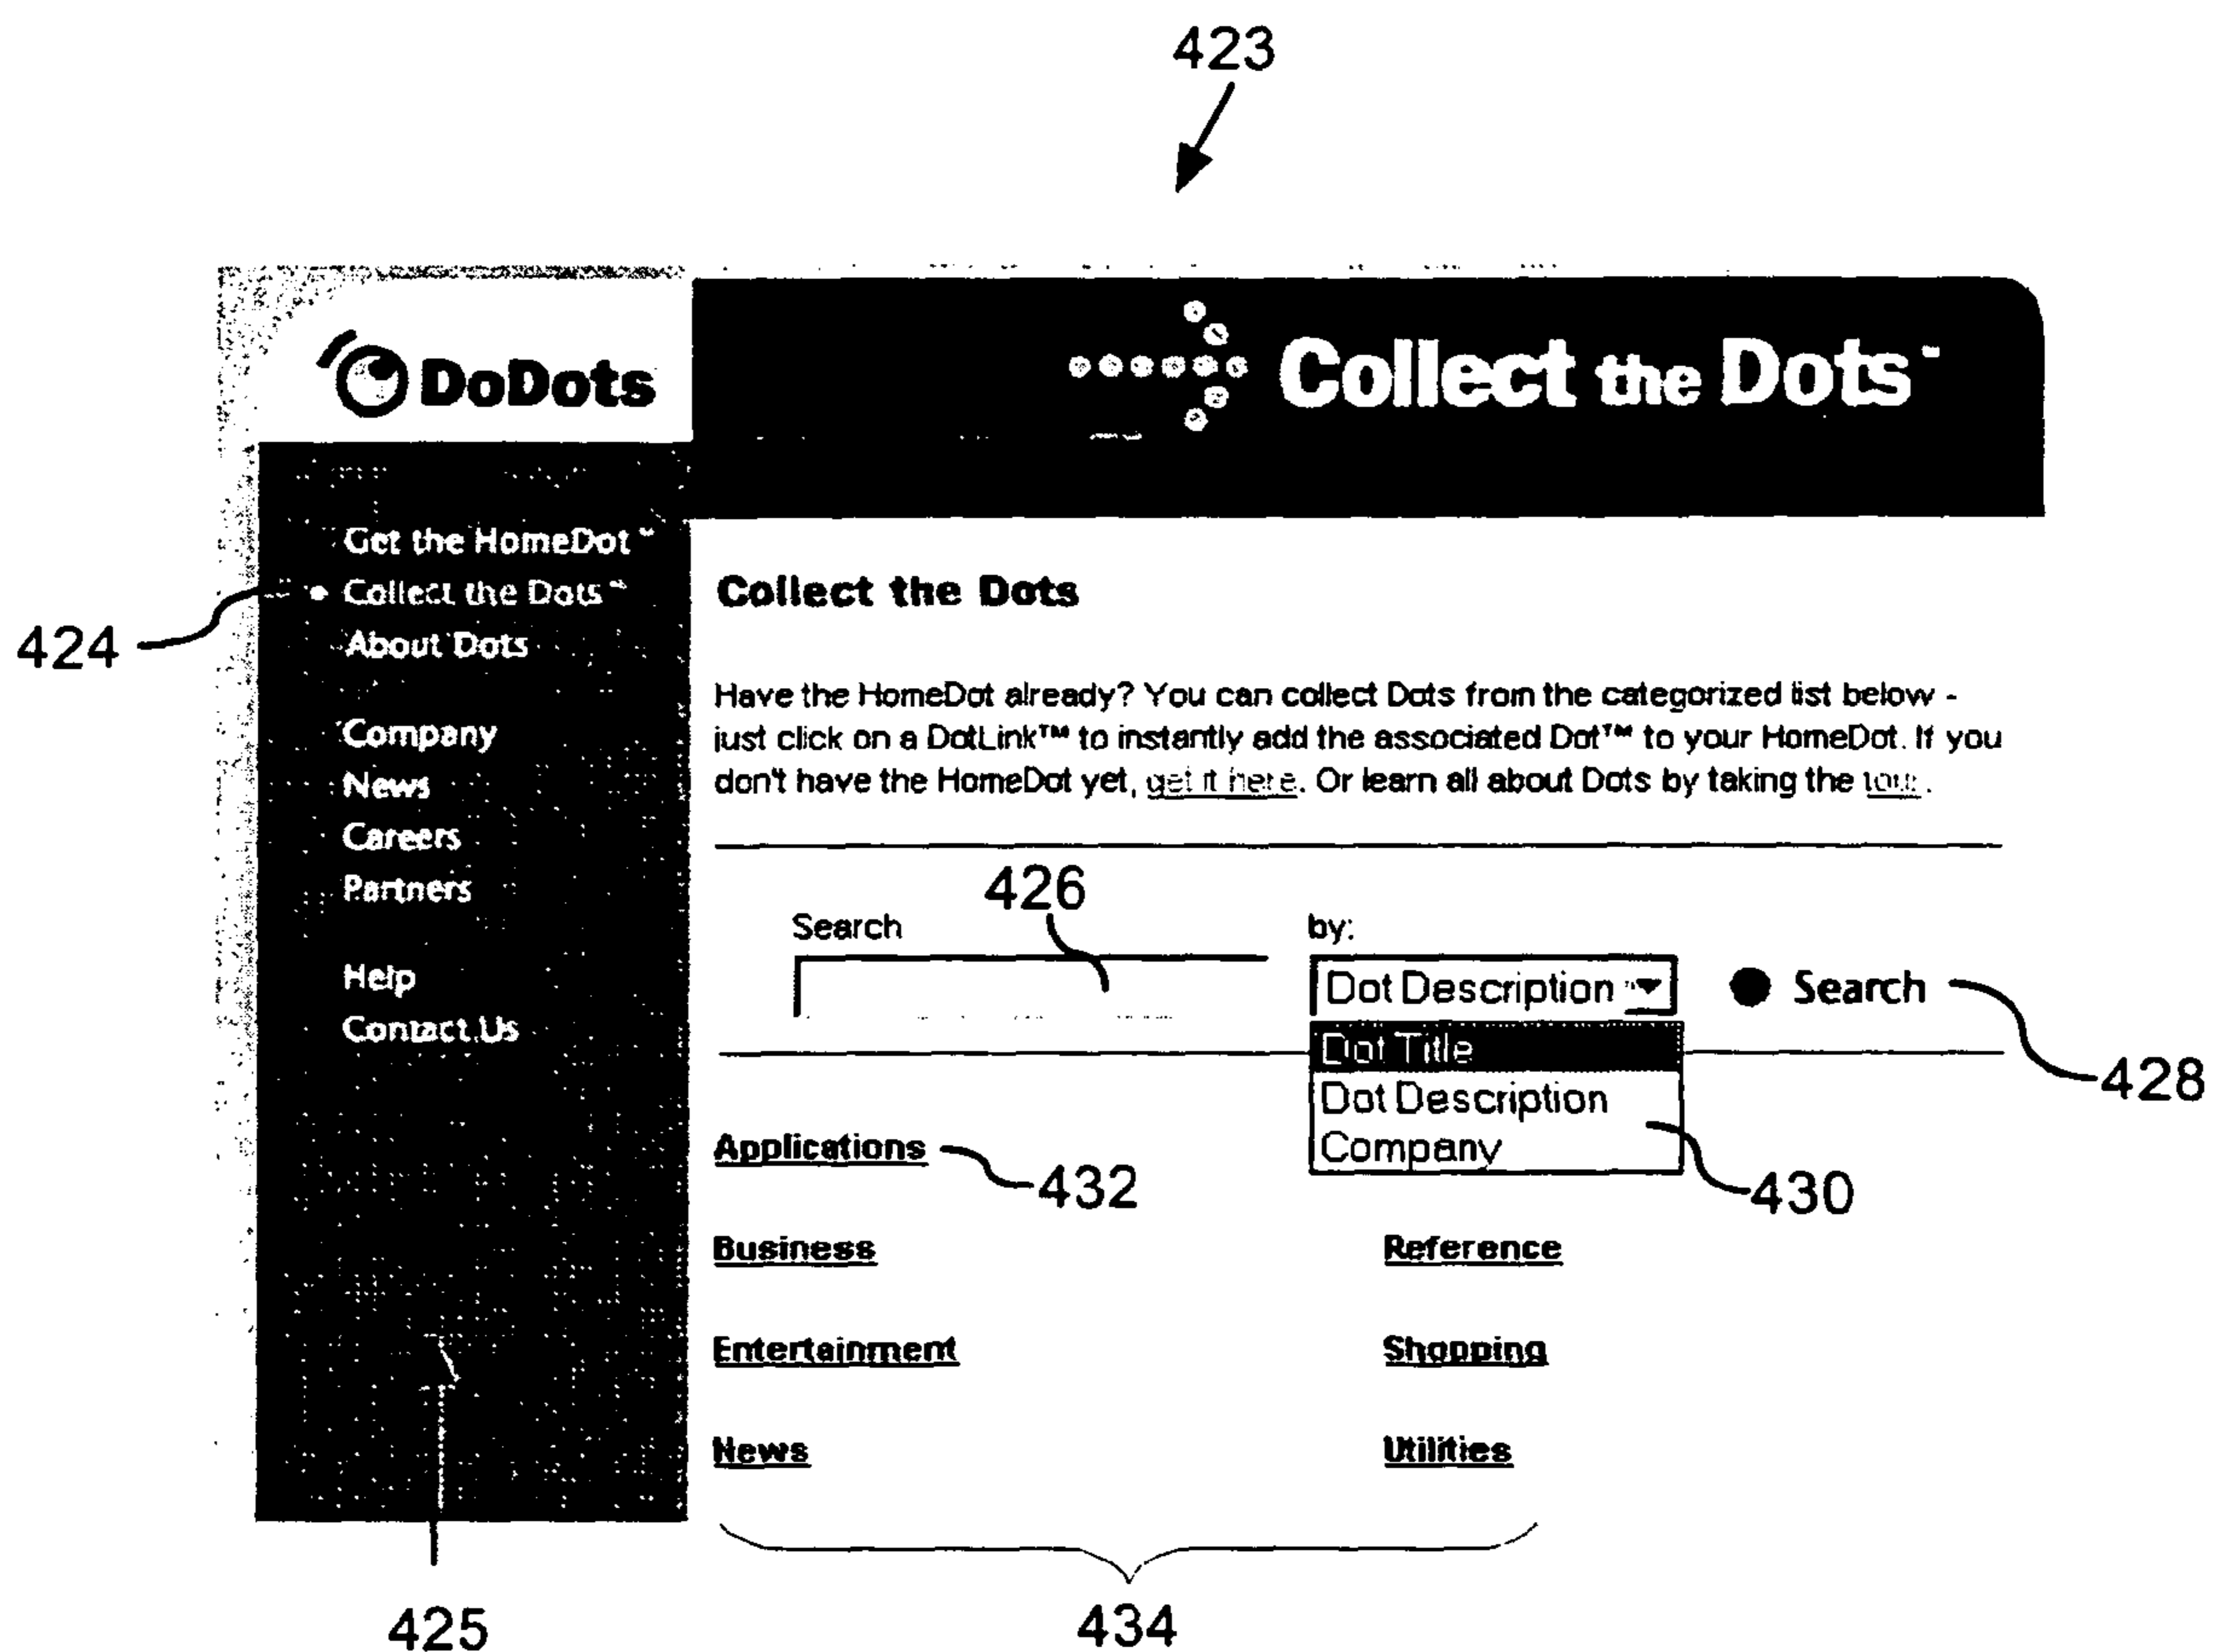 423
DoDots
Collect the Dots™
Get the HomeDot™
Collect the Dots™
About Dots
Company
News
Careers
Partners
Help
Contact Us
424
425
Collect the Dots
Have the HomeDot already? You can collect Dots from the categorized list below -
just click on a DotLink™ to instantly add the associated Dot™ to your HomeDot. If you
don't have the HomeDot yet, get it here. Or learn all about Dots by taking the tour.
426
Search
by:
Dot Description
Search
428
Dot Title
Dot Description
Company
430
Applications
432
Business
Reference
Entertainment
Shopping
News
Utilities
434